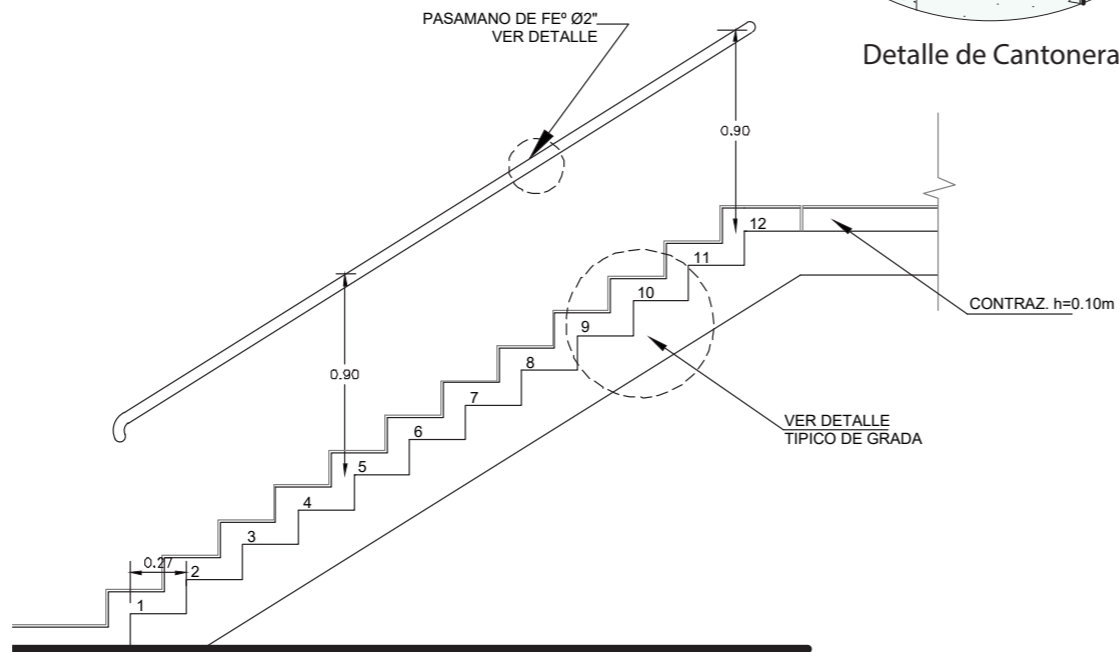 PASAMANO DE FEº Ø2"
VER DETALLE
Detalle de Cantonera
0.90
12
11
10
CONTRAZ. h=0.10m
9
0.90
8
7
VER DETALLE
TIPICO DE GRADA
6
5
4
3
0.27
2
1